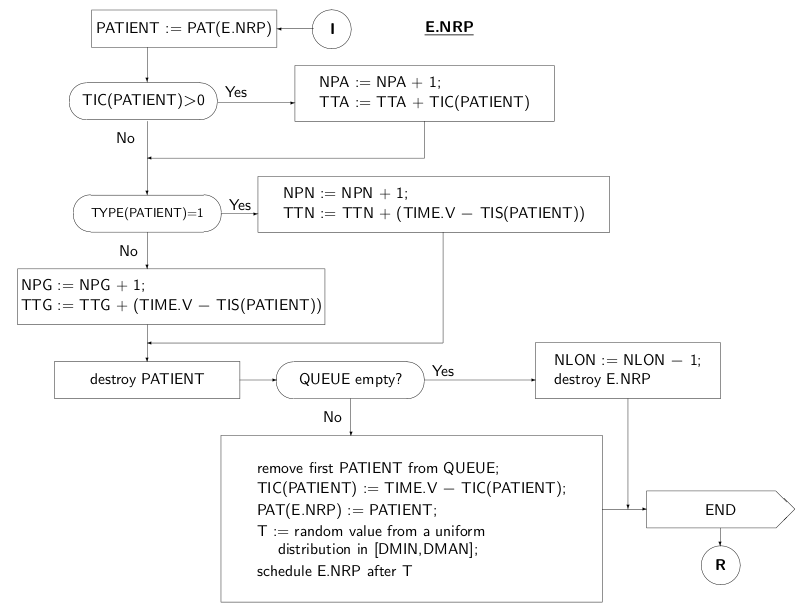 E.NRP
PATIENT := PAT(E.NRP)
I
TIC(PATIENT)>0
Yes
NPA := NPA + 1;
TTA := TTA + TIC(PATIENT)
No
TYPE(PATIENT)=1
Yes
NPN := NPN + 1;
TTN := TTN + (TIME.V − TIS(PATIENT))
No
NPG := NPG + 1;
TTG := TTG + (TIME.V − TIS(PATIENT))
destroy PATIENT
QUEUE empty?
Yes
NLON := NLON − 1;
destroy E.NRP
No
remove first PATIENT from QUEUE;
TIC(PATIENT) := TIME.V − TIC(PATIENT);
PAT(E.NRP) := PATIENT;
T := random value from a uniform
distribution in [DMIN,DMAN];
schedule E.NRP after T
END
R